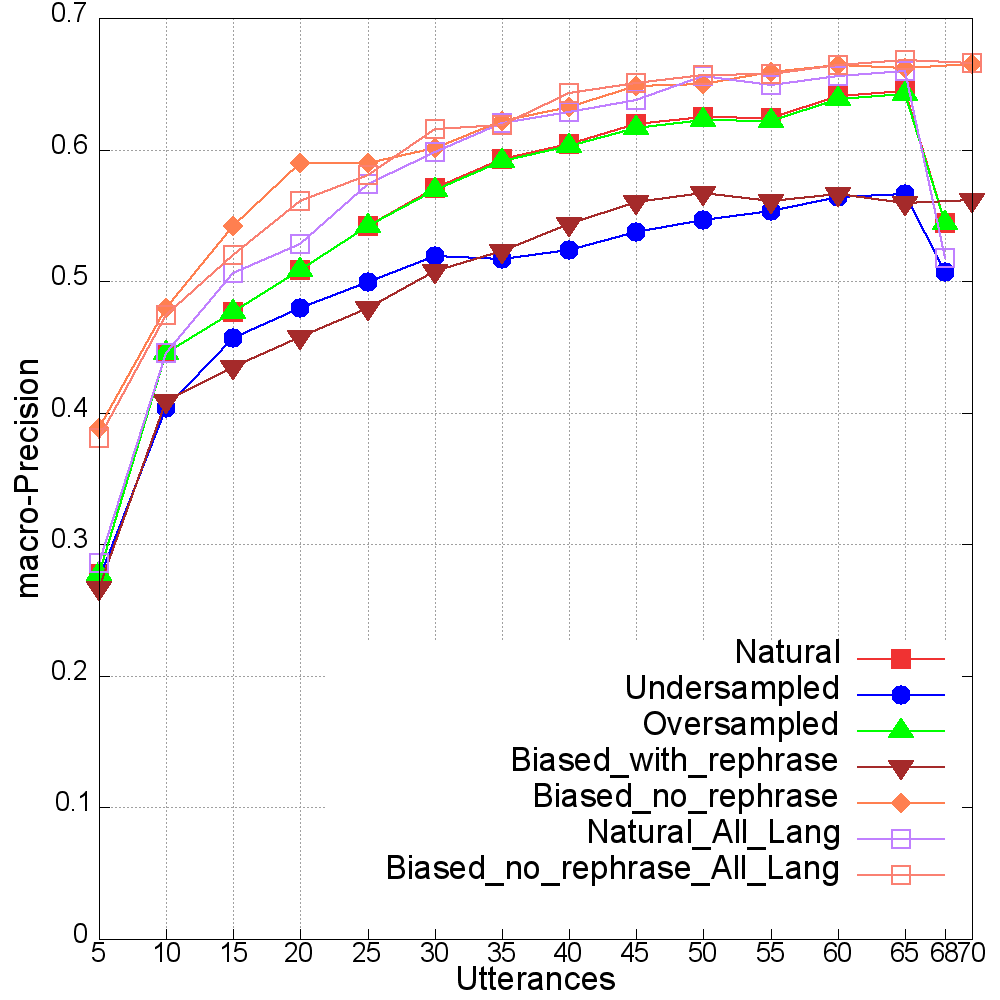 0.7
0.6
0.5
0.4
0.3
0.2
0.1
0
macro-Precision
Natural
Undersampled
Oversampled
Biased_with_rephrase
Biased_no_rephrase
Natural_All_Lang
Biased_no_rephrase_All_Lang
5 10 15 20 25 30 35 40 45 50 55 60 65 68 70
Utterances